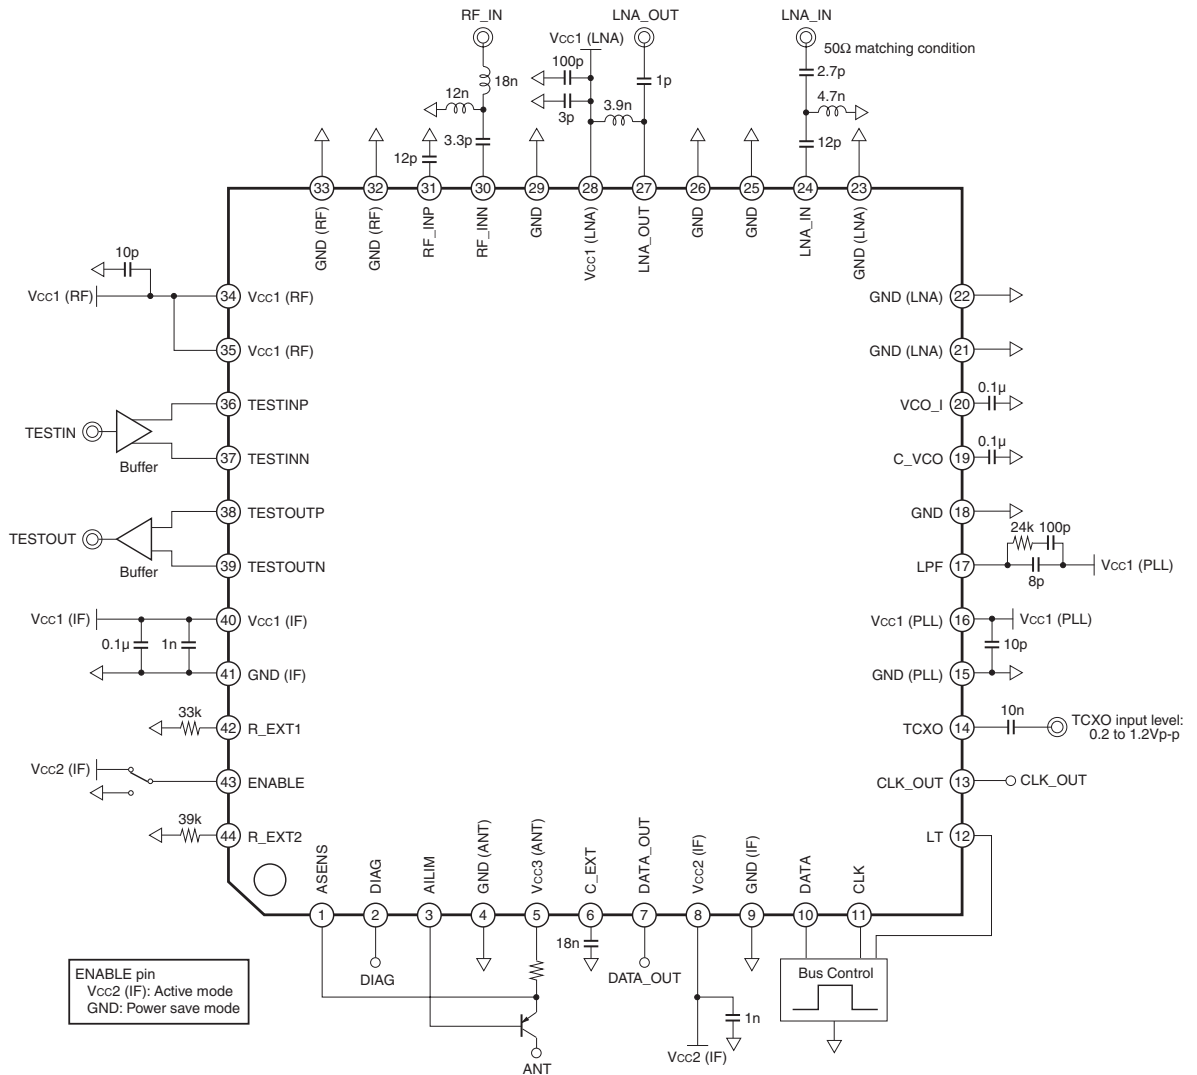 RF_IN
LNA_OUT
LNA_IN
Vcc1 (LNA)
50Ω matching condition
100p
18n
1p
2.7p
12n
3p
3.9n
4.7n
12p
3.3p
12p
33
32
31
30
29
28
27
26
25
24
23
GND (RF)
GND (RF)
RF_INP
RF_INN
GND
Vcc1 (LNA)
LNA_OUT
GND
GND
LNA_IN
GND (LNA)
10p
Vcc1 (RF)
34
Vcc1 (RF)
35
Vcc1 (RF)
36
TESTINP
TESTIN
Buffer
37
TESTINN
38
TESTOUTP
TESTOUT
Buffer
39
TESTOUTN
Vcc1 (IF)
40
Vcc1 (IF)
0.1µ
1n
41
GND (IF)
33k
42
R_EXT1
Vcc2 (IF)
43
ENABLE
39k
44
R_EXT2
GND (LNA)
22
GND (LNA)
21
VCO_I
20
0.1µ
C_VCO
19
0.1µ
GND
18
24k
100p
LPF
17
8p
Vcc1 (PLL)
Vcc1 (PLL)
16
Vcc1 (PLL)
10p
GND (PLL)
15
10n
TCXO
14
TCXO input level:
0.2 to 1.2Vp-p
CLK_OUT
13
CLK_OUT
LT
12
ASENS
DIAG
AILIM
GND (ANT)
Vcc3 (ANT)
C_EXT
DATA_OUT
Vcc2 (IF)
GND (IF)
DATA
CLK
1
2
3
4
5
6
7
8
9
10
11
18n
DIAG
DATA_OUT
Bus Control
1n
Vcc2 (IF)
ANT
ENABLE pin
Vcc2 (IF): Active mode
GND: Power save mode